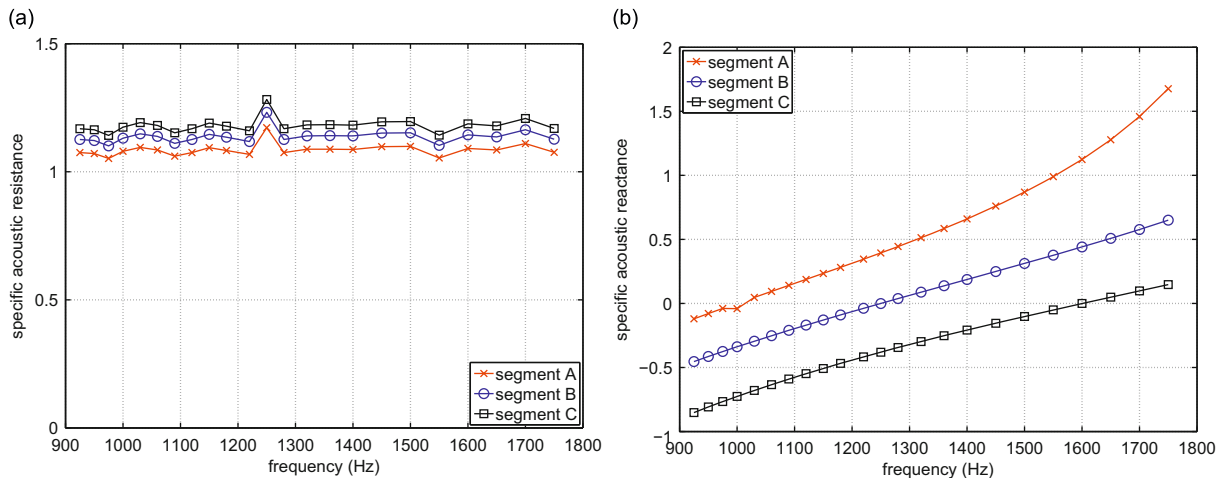 (a)
1.5
1
0.5
0
specific acoustic resistance
segment A
segment B
segment C
900 1000 1100 1200 1300 1400 1500 1600 1700 1800
frequency (Hz)
(b)
2
1.5
1
0.5
0
−0.5
−1
specific acoustic reactance
segment A
segment B
segment C
900 1000 1100 1200 1300 1400 1500 1600 1700 1800
frequency (Hz)